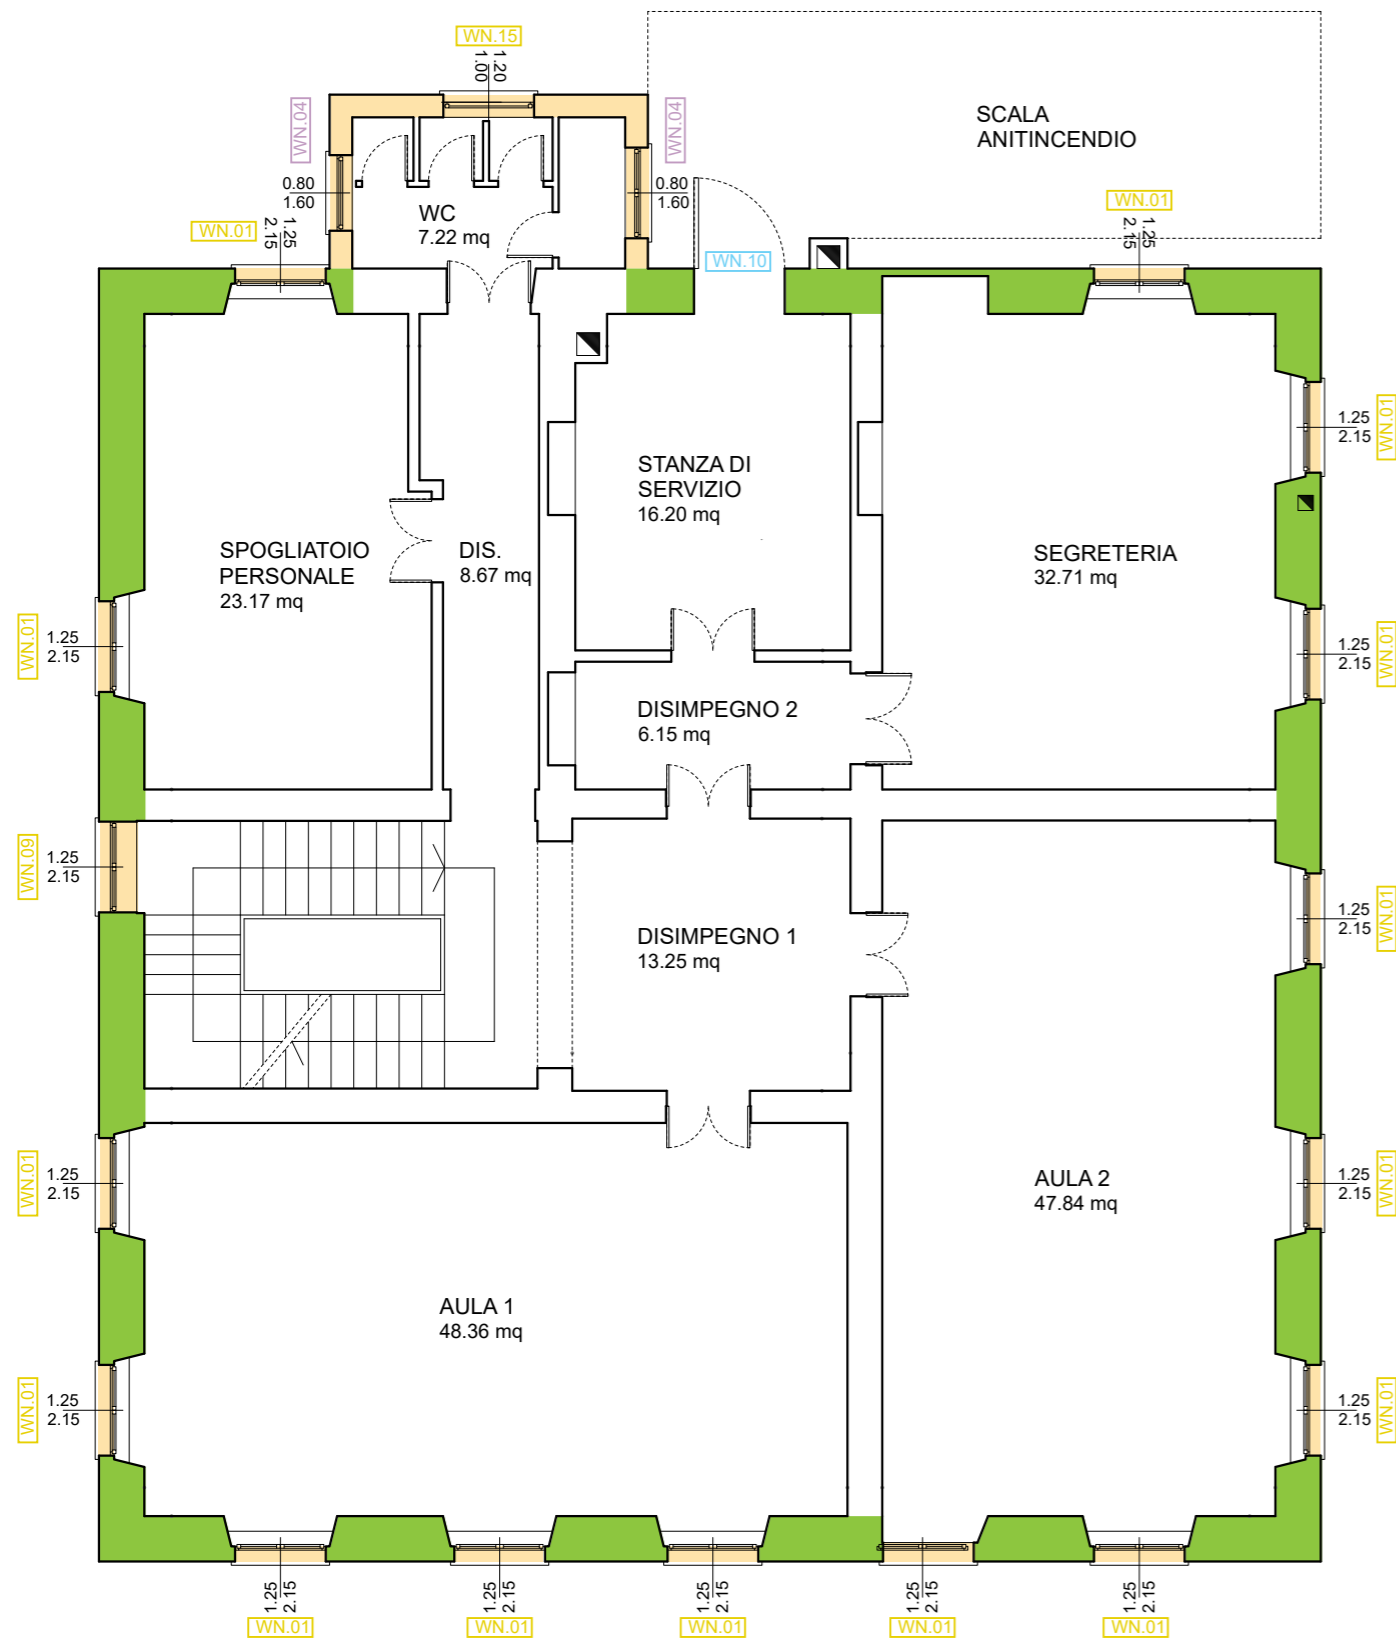 WN.15
1.20
1.00
WN.04
WN.04
SCALA
ANITINCENDIO
0.80
1.60
0.80
1.60
WC
7.22 mq
WN.01
1.25
2.15
WN.01
1.25
2.15
WN.10
1.25
2.15
WN.01
STANZA DI
SERVIZIO
16.20 mq
SPOGLIATOIO
PERSONALE
23.17 mq
DIS.
8.67 mq
SEGRETERIA
32.71 mq
WN.01
1.25
2.15
1.25
2.15
WN.01
DISIMPEGNO 2
6.15 mq
WN.09
1.25
2.15
DISIMPEGNO 1
13.25 mq
1.25
2.15
WN.01
WN.01
1.25
2.15
AULA 2
47.84 mq
1.25
2.15
WN.01
AULA 1
48.36 mq
WN.01
1.25
2.15
1.25
2.15
WN.01
1.25
2.15
WN.01
1.25
2.15
WN.01
1.25
2.15
WN.01
1.25
2.15
WN.01
1.25
2.15
WN.01